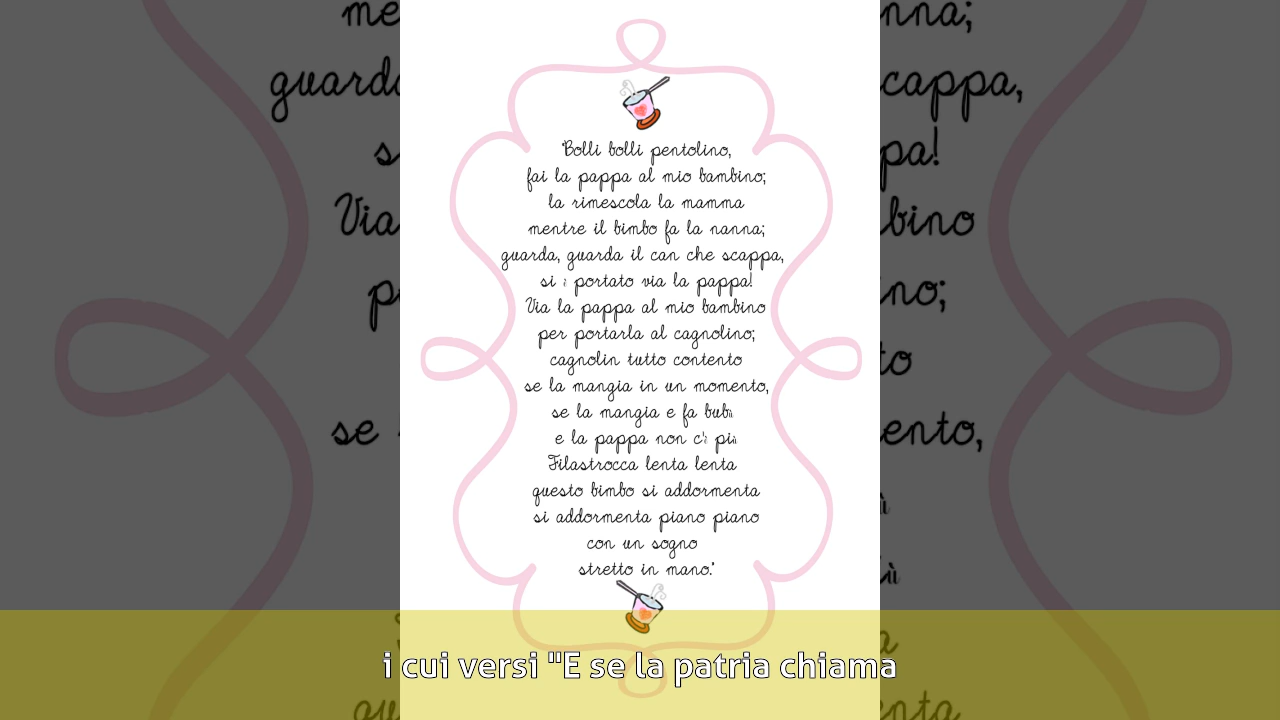 "Bolli bolli pentolino,
fai la pappa al mio bambino;
la rimescola la mamma
mentre il bimbo fa la nanna;
guarda, guarda il can che scappa,
si è portato via la pappa!
Via la pappa al mio bambino
per portarla al cagnolino;
cagnolin tutto contento
se la mangia in un momento,
se la mangia e fa bubù
e la pappa non c'è più
Filastrocca lenta lenta
questo bimbo si addormenta
si addormenta piano piano
con un sogno
stretto in mano."
i cui versi "E se la patria chiama